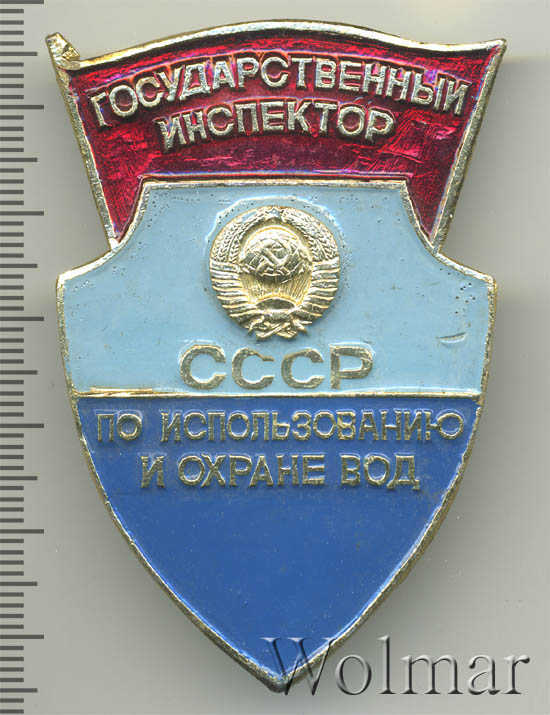 ГОСУДАРСТВЕННЫЙ
ИНСПЕКТОР
СССР
ПО ИСПОЛЬЗОВАНИЮ
И ОХРАНЕ ВОД
Wolmar